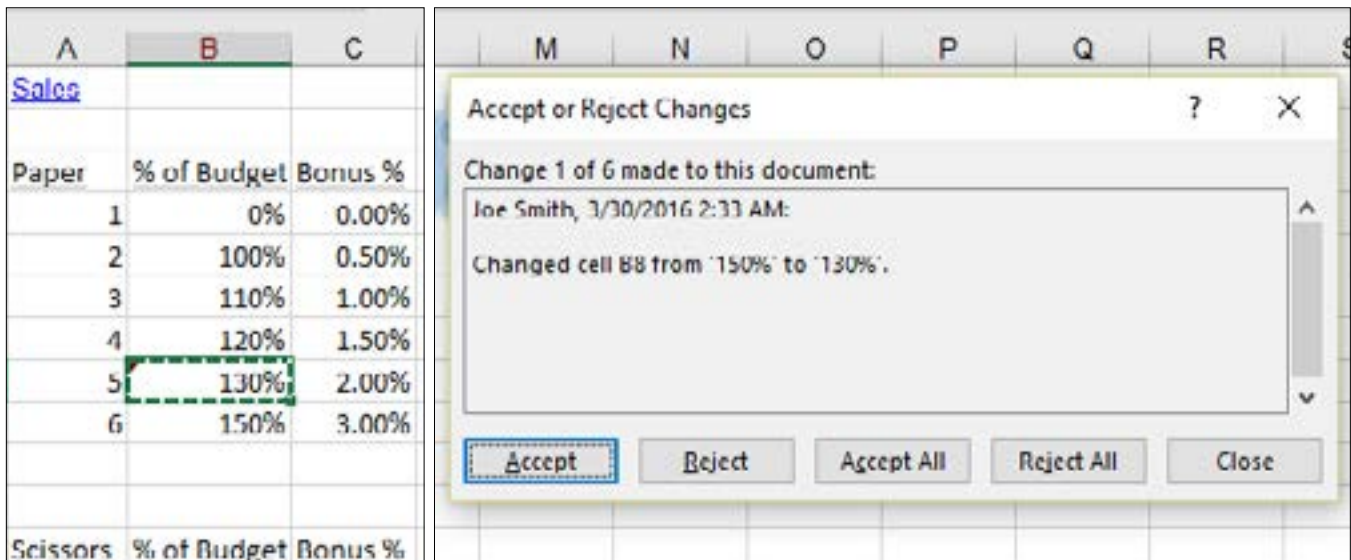 A B C
Sales
Paper % of Budget Bonus %
1 0% 0.00%
2 100% 0.50%
3 110% 1.00%
4 120% 1.50%
5 130% 2.00%
6 150% 3.00%
Scissors % of Budget Bonus %
M N O P Q R S
Accept or Reject Changes ? X
Change 1 of 6 made to this document:
Joe Smith, 3/30/2016 2:33 AM:
Changed cell B8 from '150%' to '130%'.
Accept Reject Accept All Reject All Close